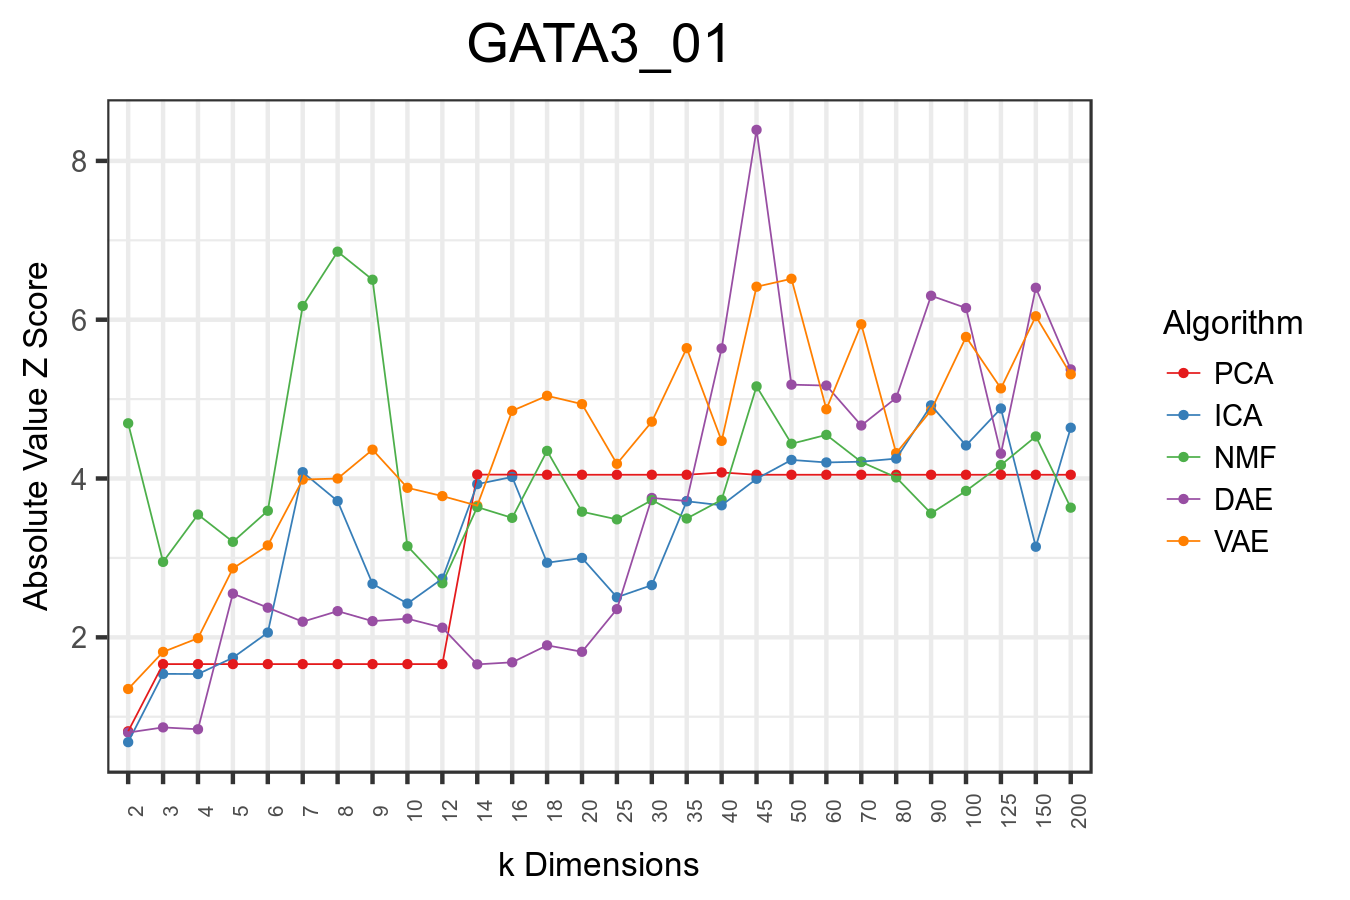 GATA3_01
Absolute Value Z Score
8
6
4
2
2 3 4 5 6 7 8 9 10 12 14 16 18 20 25 30 35 40 45 50 60 70 80 90 100 125 150 200
k Dimensions
Algorithm
PCA
ICA
NMF
DAE
VAE